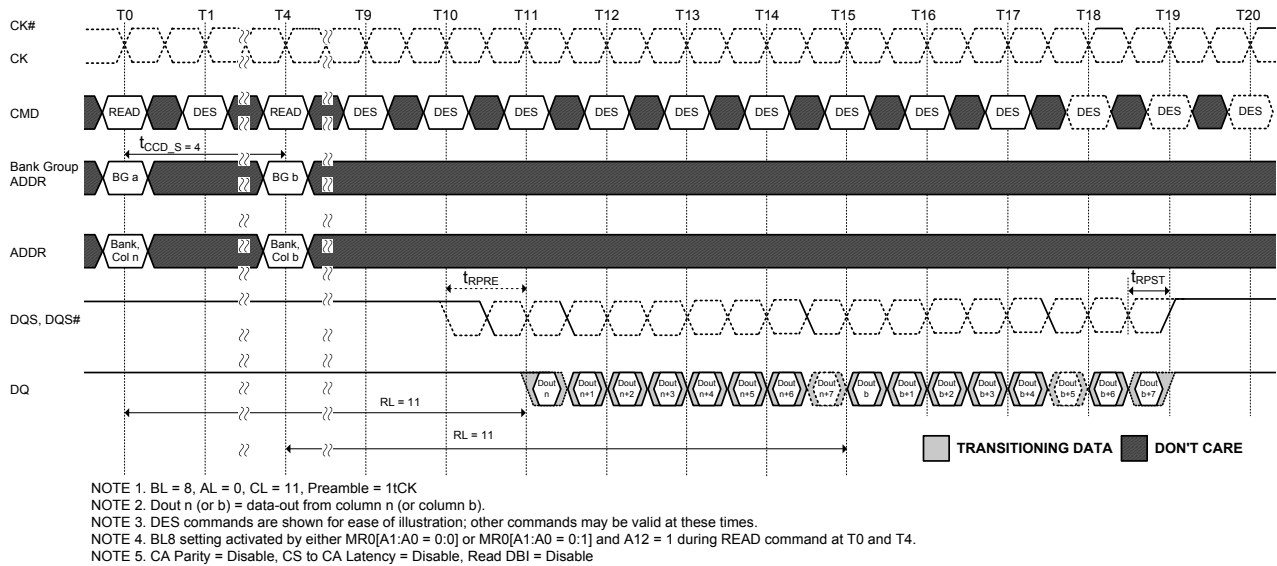 T0 T1 T4 T9 T10 T11 T12 T13 T14 T15 T16 T17 T18 T19 T20
CK#
CK
CMD READ DES READ DES DES DES DES DES DES DES DES DES DES DES DES
tCCD_S = 4
Bank Group
ADDR
BG a BG b
ADDR
Bank,
Col n
Bank,
Col b
tRPRE tRPST
DQS, DQS#
DQ
Dout
n
Dout
n+1
Dout
n+2
Dout
n+3
Dout
n+4
Dout
n+5
Dout
n+6
Dout
n+7
Dout
b
Dout
b+1
Dout
b+2
Dout
b+3
Dout
b+4
Dout
b+5
Dout
b+6
Dout
b+7
RL = 11
RL = 11
TRANSITIONING DATA DON'T CARE
NOTE 1. BL = 8, AL = 0, CL = 11, Preamble = 1tCK
NOTE 2. Dout n (or b) = data-out from column n (or column b).
NOTE 3. DES commands are shown for ease of illustration; other commands may be valid at these times.
NOTE 4. BL8 setting activated by either MR0[A1:A0 = 0:0] or MR0[A1:A0 = 0:1] and A12 = 1 during READ command at T0 and T4.
NOTE 5. CA Parity = Disable, CS to CA Latency = Disable, Read DBI = Disable